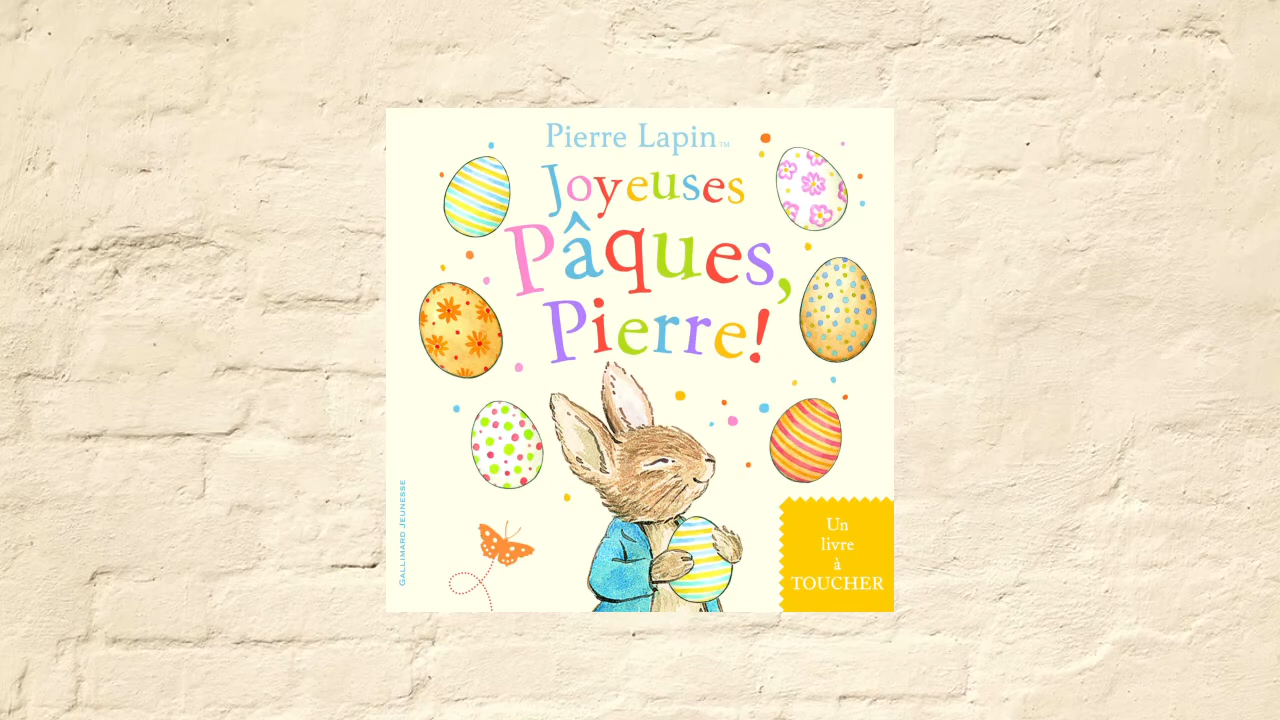 Pierre Lapin™
Joyeuses
Pâques,
Pierre!
GALLIMARD JEUNESSE
Un
livre
à
TOUCHER